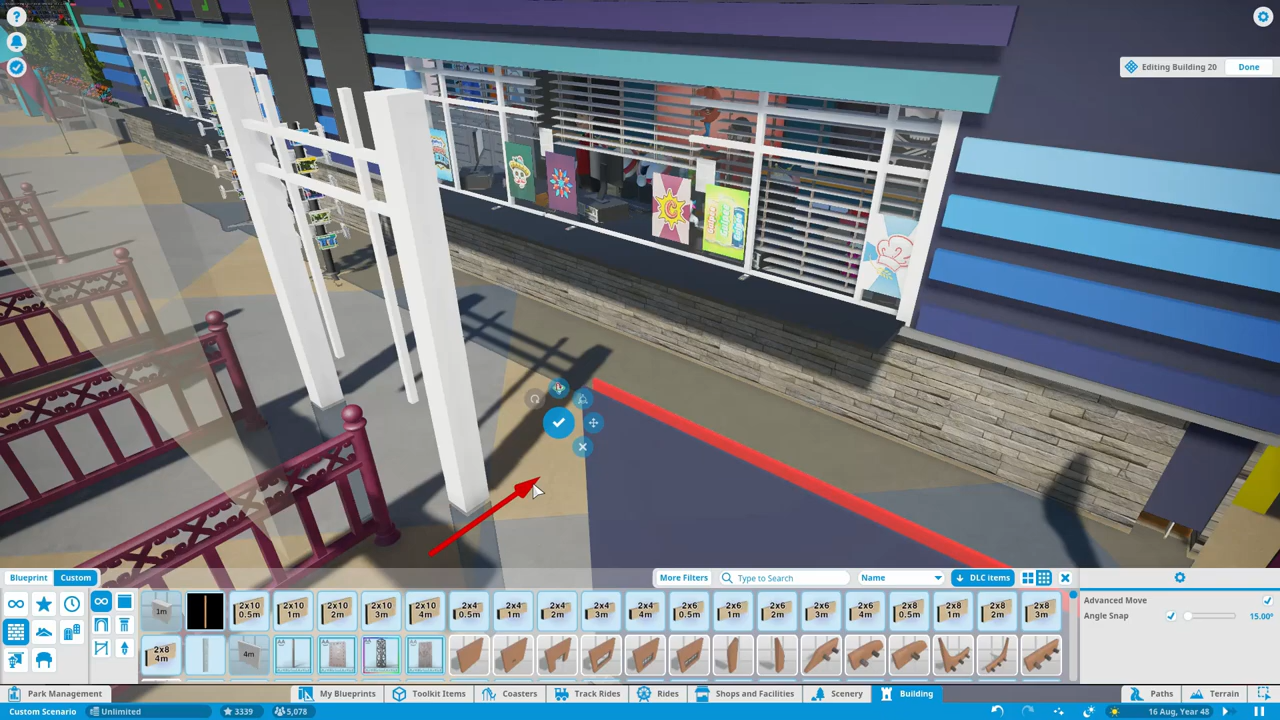 Editing Building 20 Done
Blueprint Custom
More Filters Type to Search Name DLC items
1m 2x10 0.5m 2x10 1m 2x10 2m 2x10 3m 2x10 4m 2x4 0.5m 2x4 1m 2x4 2m 2x4 3m 2x4 4m 2x6 0.5m 2x6 1m 2x6 2m 2x6 3m 2x6 4m 2x8 0.5m 2x8 1m 2x8 2m 2x8 3m
2x8 4m 4m
Advanced Move
Angle Snap 15.00°
Park Management My Blueprints Toolkit Items Coasters Track Rides Rides Shops and Facilities Scenery Building Paths Terrain
Custom Scenario Unlimited 3339 5,078 16 Aug, Year 48